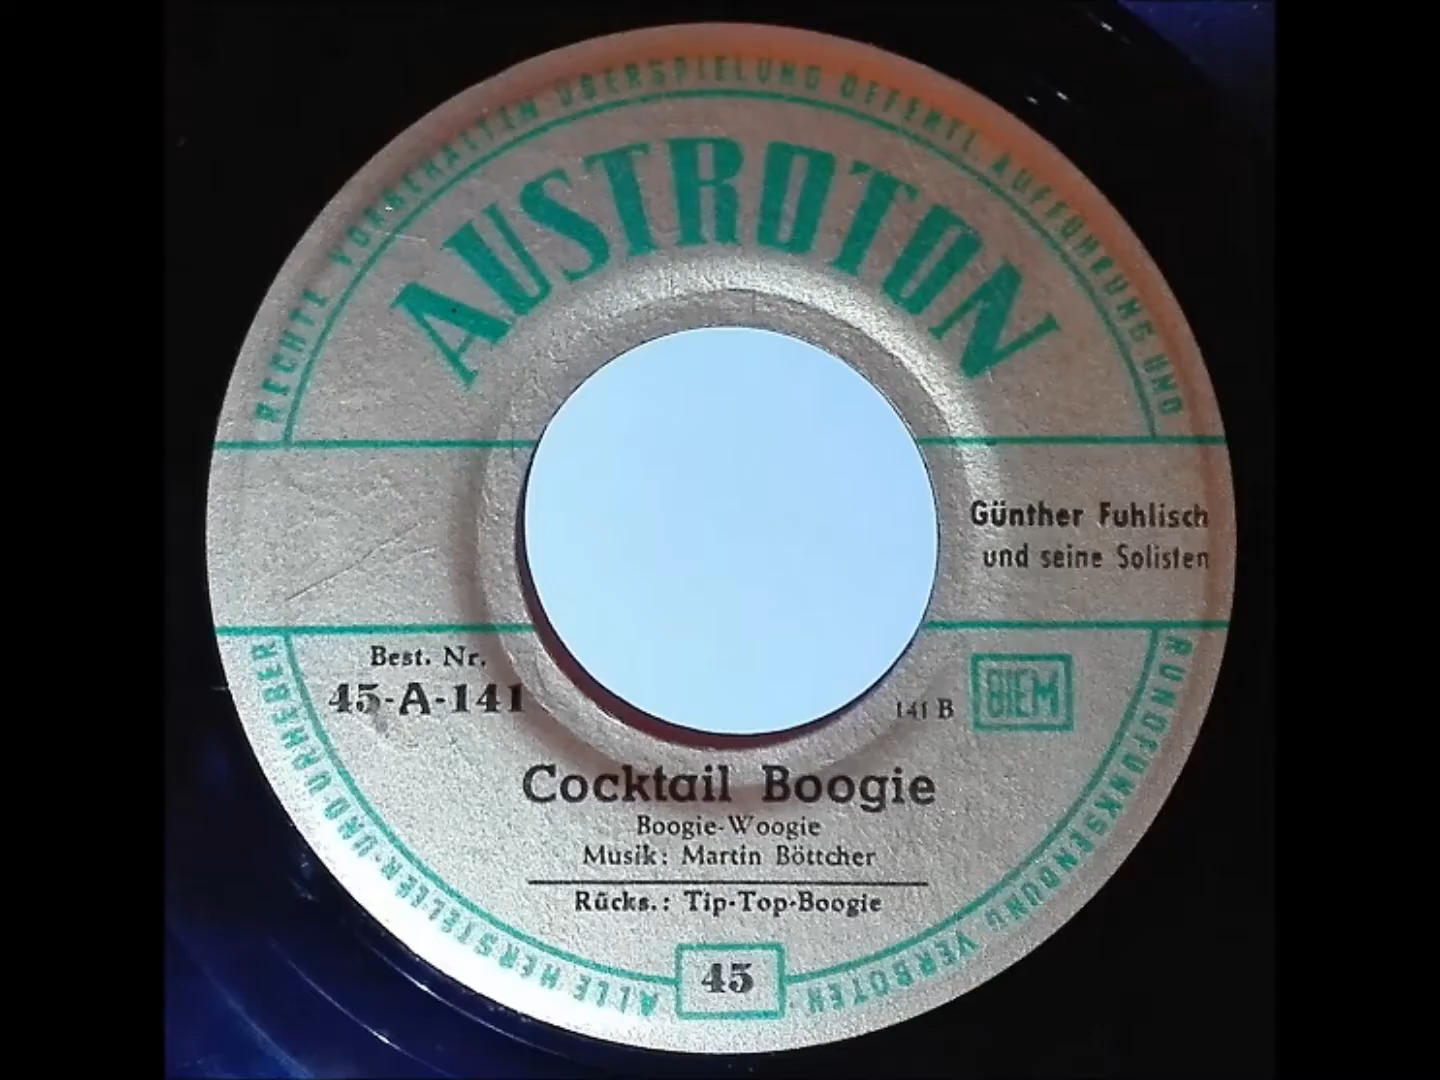 ALLE HERSTELLER- UND URHEBER
RECHTE VORBEHALTEN ÜBERSPIELUNG ÖFFENTL. AUFFÜHRUNG UND
RUNDFUNKSENDUNG VERBOTEN
AUSTROTON
Günther Fuhlisch
und seine Solisten
Best. Nr.
45-A-141
141 B
BIEM
Cocktail Boogie
Boogie-Woogie
Musik: Martin Böttcher
Rücks.: Tip-Top-Boogie
45